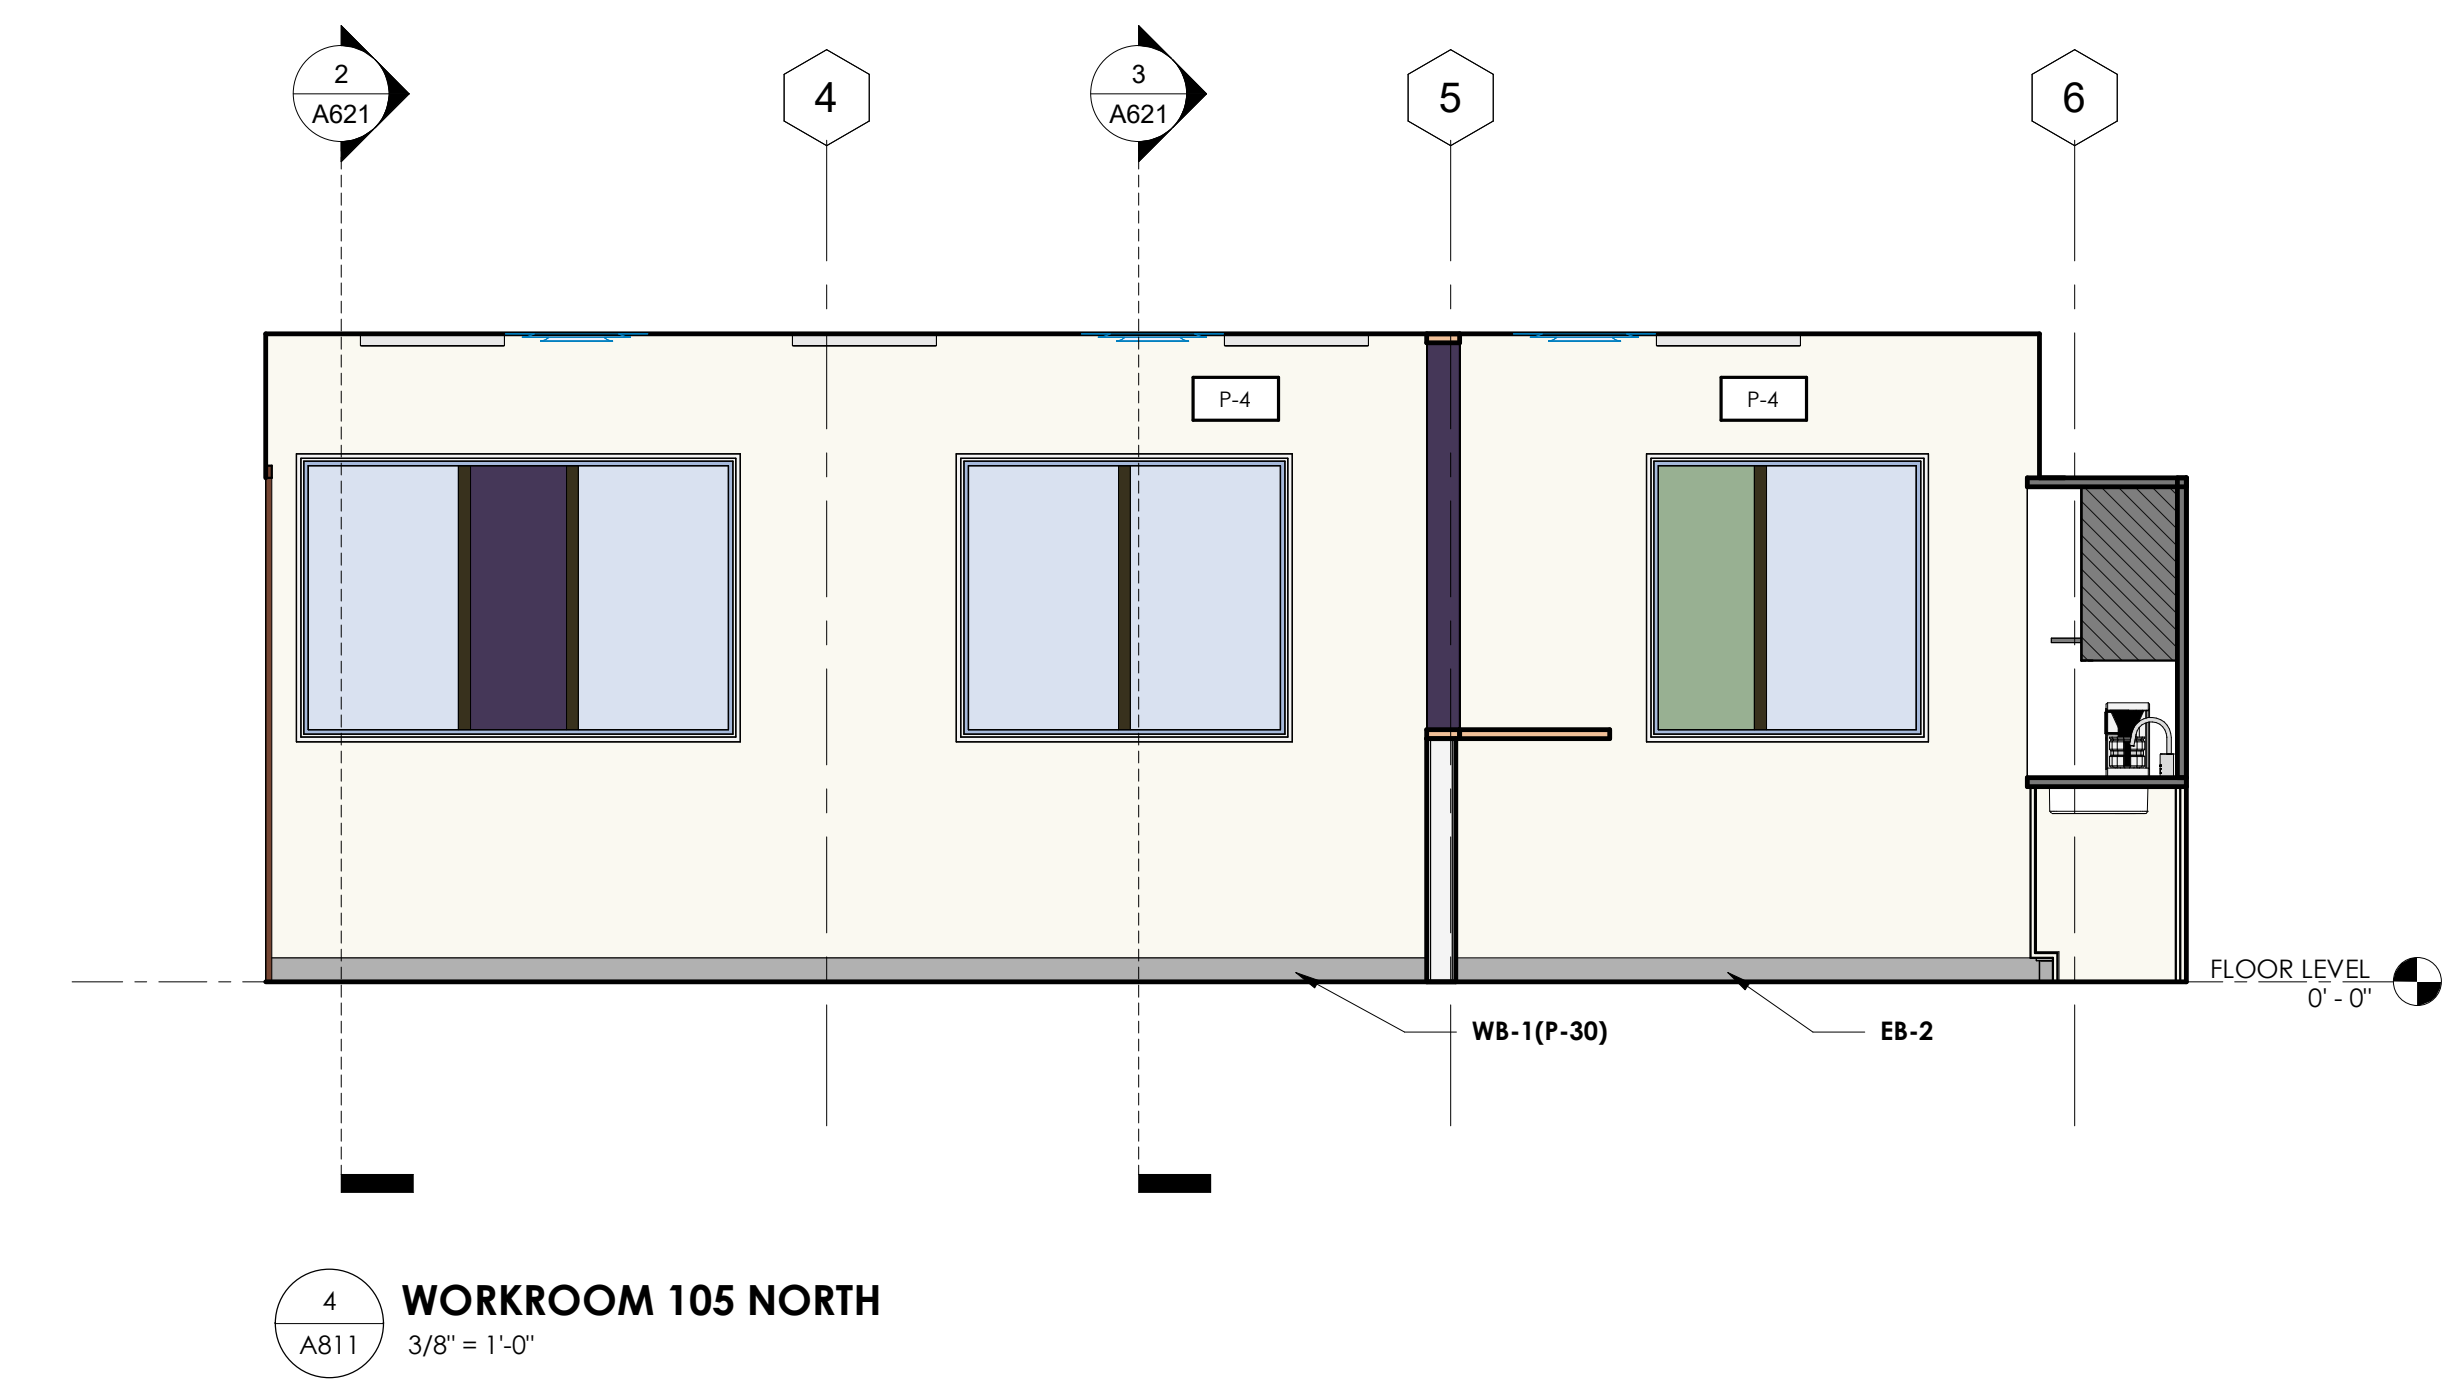 2
A621
4
3
A621
5
6
P-4
P-4
FLOOR LEVEL
0' - 0"
WB-1(P-30)
EB-2
4
A811
WORKROOM 105 NORTH
3/8" = 1'-0"